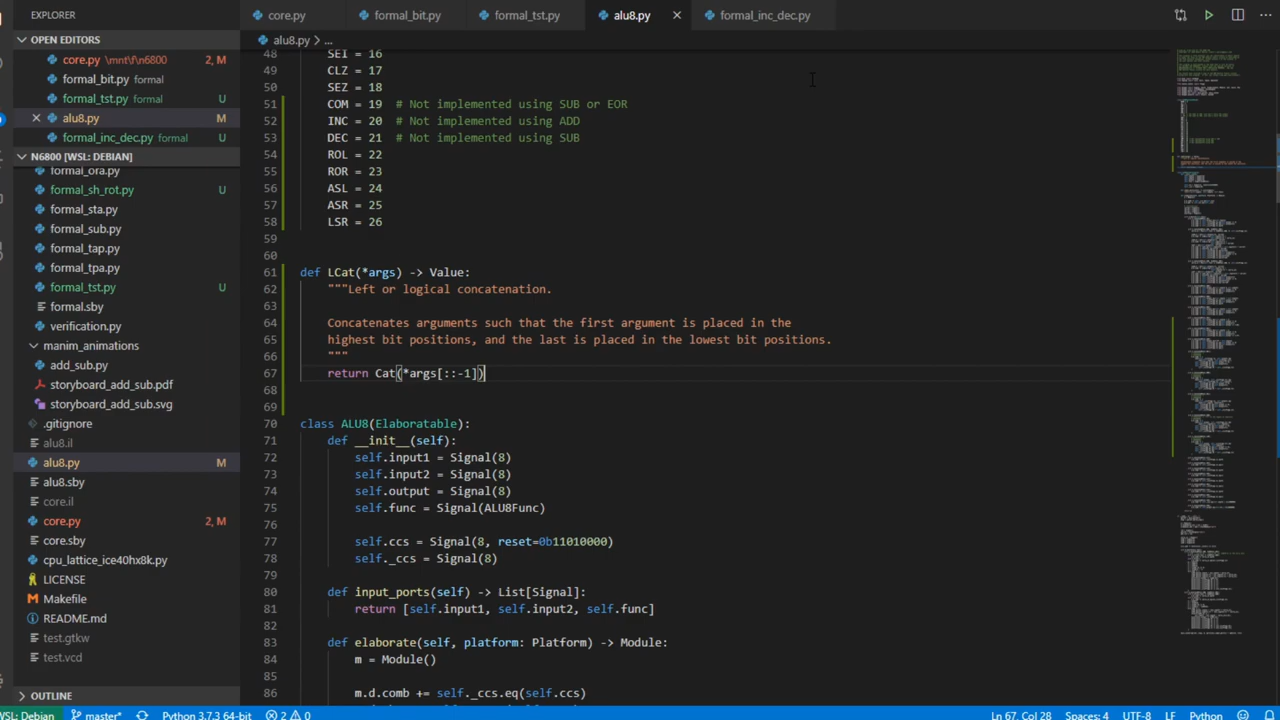 EXPLORER
core.py
formal_bit.py
formal_tst.py
alu8.py
formal_inc_dec.py
OPEN EDITORS
core.py \mnt\f\n6800 2, M
formal_bit.py formal
formal_tst.py formal U
alu8.py M
formal_inc_dec.py formal U
N6800 [WSL: DEBIAN]
formal_ora.py
formal_sh_rot.py U
formal_sta.py
formal_sub.py
formal_tap.py
formal_tpa.py
formal_tst.py U
formal.sby
verification.py
manim_animations
add_sub.py
storyboard_add_sub.pdf
storyboard_add_sub.svg
.gitignore
alu8.il
alu8.py M
alu8.sby
core.il
core.py 2, M
core.sby
cpu_lattice_ice40hx8k.py
LICENSE
Makefile
README.md
test.gtkw
test.vcd
OUTLINE
alu8.py > ...
48 SEI = 16
49 CLZ = 17
50 SEZ = 18
51 COM = 19 # Not implemented using SUB or EOR
52 INC = 20 # Not implemented using ADD
53 DEC = 21 # Not implemented using SUB
54 ROL = 22
55 ROR = 23
56 ASL = 24
57 ASR = 25
58 LSR = 26
59
60
61 def LCat(*args) -> Value:
62 """Left or logical concatenation.
63
64 Concatenates arguments such that the first argument is placed in the
65 highest bit positions, and the last is placed in the lowest bit positions.
66 """
67 return Cat(*args[::-1])
68
69
70 class ALU8(Elaboratable):
71 def __init__(self):
72 self.input1 = Signal(8)
73 self.input2 = Signal(8)
74 self.output = Signal(8)
75 self.func = Signal(ALU8Func)
76
77 self.ccs = Signal(8, reset=0b11010000)
78 self._ccs = Signal(8)
79
80 def input_ports(self) -> List[Signal]:
81 return [self.input1, self.input2, self.func]
82
83 def elaborate(self, platform: Platform) -> Module:
84 m = Module()
85
86 m.d.comb += self._ccs.eq(self.ccs)
WSL: Debian master* Python 3.7.3 64-bit 2 0 Ln 67, Col 28 Spaces: 4 UTF-8 LF Python